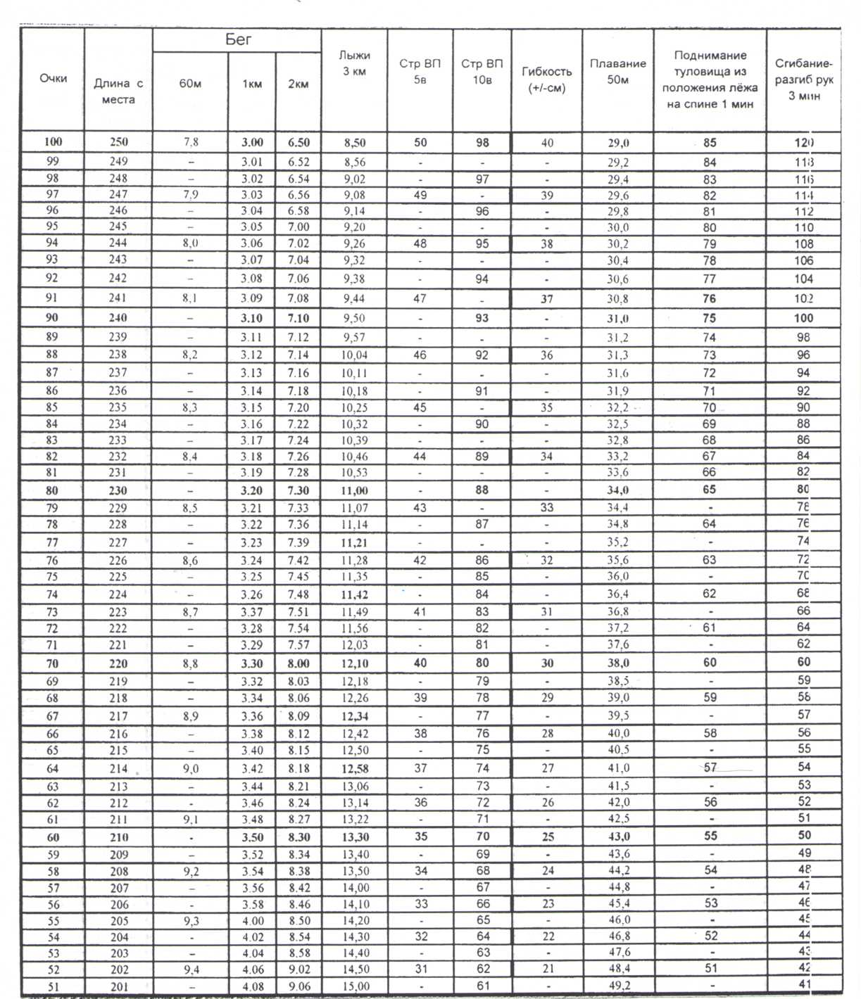 Очки Длина с места Бег Лыжи 3 км Стр ВП 5в Стр ВП 10в Гибкость (+/-см) Плавание 50м Поднимание туловища из положения лёжа на спине 1 мин Сгибание-разгиб рук 3 мин
60м 1км 2км
100 250 7,8 3.00 6.50 8,50 50 98 40 29,0 85 120
99 249 – 3.01 6.52 8,56 - - - 29,2 84 118
98 248 – 3.02 6.54 9,02 - 97 - 29,4 83 116
97 247 7,9 3.03 6.56 9,08 49 - 39 29,6 82 114
96 246 – 3.04 6.58 9,14 - 96 - 29,8 81 112
95 245 – 3.05 7.00 9,20 - - - 30,0 80 110
94 244 8,0 3.06 7.02 9,26 48 95 38 30,2 79 108
93 243 – 3.07 7.04 9,32 - - - 30,4 78 106
92 242 – 3.08 7.06 9,38 - 94 - 30,6 77 104
91 241 8,1 3.09 7.08 9,44 47 - 37 30,8 76 102
90 240 – 3.10 7.10 9,50 - 93 - 31,0 75 100
89 239 – 3.11 7.12 9,57 - - - 31,2 74 98
88 238 8,2 3.12 7.14 10,04 46 92 36 31,3 73 96
87 237 – 3.13 7.16 10,11 - - - 31,6 72 94
86 236 – 3.14 7.18 10,18 - 91 - 31,9 71 92
85 235 8,3 3.15 7.20 10,25 45 - 35 32,2 70 90
84 234 – 3.16 7.22 10,32 - 90 - 32,5 69 88
83 233 – 3.17 7.24 10,39 - - - 32,8 68 86
82 232 8,4 3.18 7.26 10,46 44 89 34 33,2 67 84
81 231 – 3.19 7.28 10,53 - - - 33,6 66 82
80 230 – 3.20 7.30 11,00 - 88 - 34,0 65 80
79 229 8,5 3.21 7.33 11,07 43 - 33 34,4 - 78
78 228 – 3.22 7.36 11,14 - 87 - 34,8 64 76
77 227 – 3.23 7.39 11,21 - - - 35,2 - 74
76 226 8,6 3.24 7.42 11,28 42 86 32 35,6 63 72
75 225 – 3.25 7.45 11,35 - 85 - 36,0 - 70
74 224 – 3.26 7.48 11,42 - 84 - 36,4 62 68
73 223 8,7 3.37 7.51 11,49 41 83 31 36,8 - 66
72 222 – 3.28 7.54 11,56 - 82 - 37,2 61 64
71 221 – 3.29 7.57 12,03 - 81 - 37,6 - 62
70 220 8,8 3.30 8.00 12,10 40 80 30 38,0 60 60
69 219 – 3.32 8.03 12,18 - 79 - 38,5 - 59
68 218 – 3.34 8.06 12,26 39 78 29 39,0 59 58
67 217 8,9 3.36 8.09 12,34 - 77 - 39,5 - 57
66 216 – 3.38 8.12 12,42 38 76 28 40,0 58 56
65 215 – 3.40 8.15 12,50 - 75 - 40,5 - 55
64 214 9,0 3.42 8.18 12,58 37 74 27 41,0 57 54
63 213 – 3.44 8.21 13,06 - 73 - 41,5 - 53
62 212 - 3.46 8.24 13,14 36 72 26 42,0 56 52
61 211 9,1 3.48 8.27 13,22 - 71 - 42,5 - 51
60 210 - 3.50 8.30 13,30 35 70 25 43,0 55 50
59 209 – 3.52 8.34 13,40 - 69 - 43,6 - 49
58 208 9,2 3.54 8.38 13,50 34 68 24 44,2 54 48
57 207 – 3.56 8.42 14,00 - 67 - 44,8 - 47
56 206 - 3.58 8.46 14,10 33 66 23 45,4 53 46
55 205 9,3 4.00 8.50 14,20 - 65 - 46,0 - 45
54 204 - 4.02 8.54 14,30 32 64 22 46,8 52 44
53 203 – 4.04 8.58 14,40 - 63 - 47,6 - 43
52 202 9,4 4.06 9.02 14,50 31 62 21 48,4 51 42
51 201 – 4.08 9.06 15,00 - 61 - 49,2 - 41